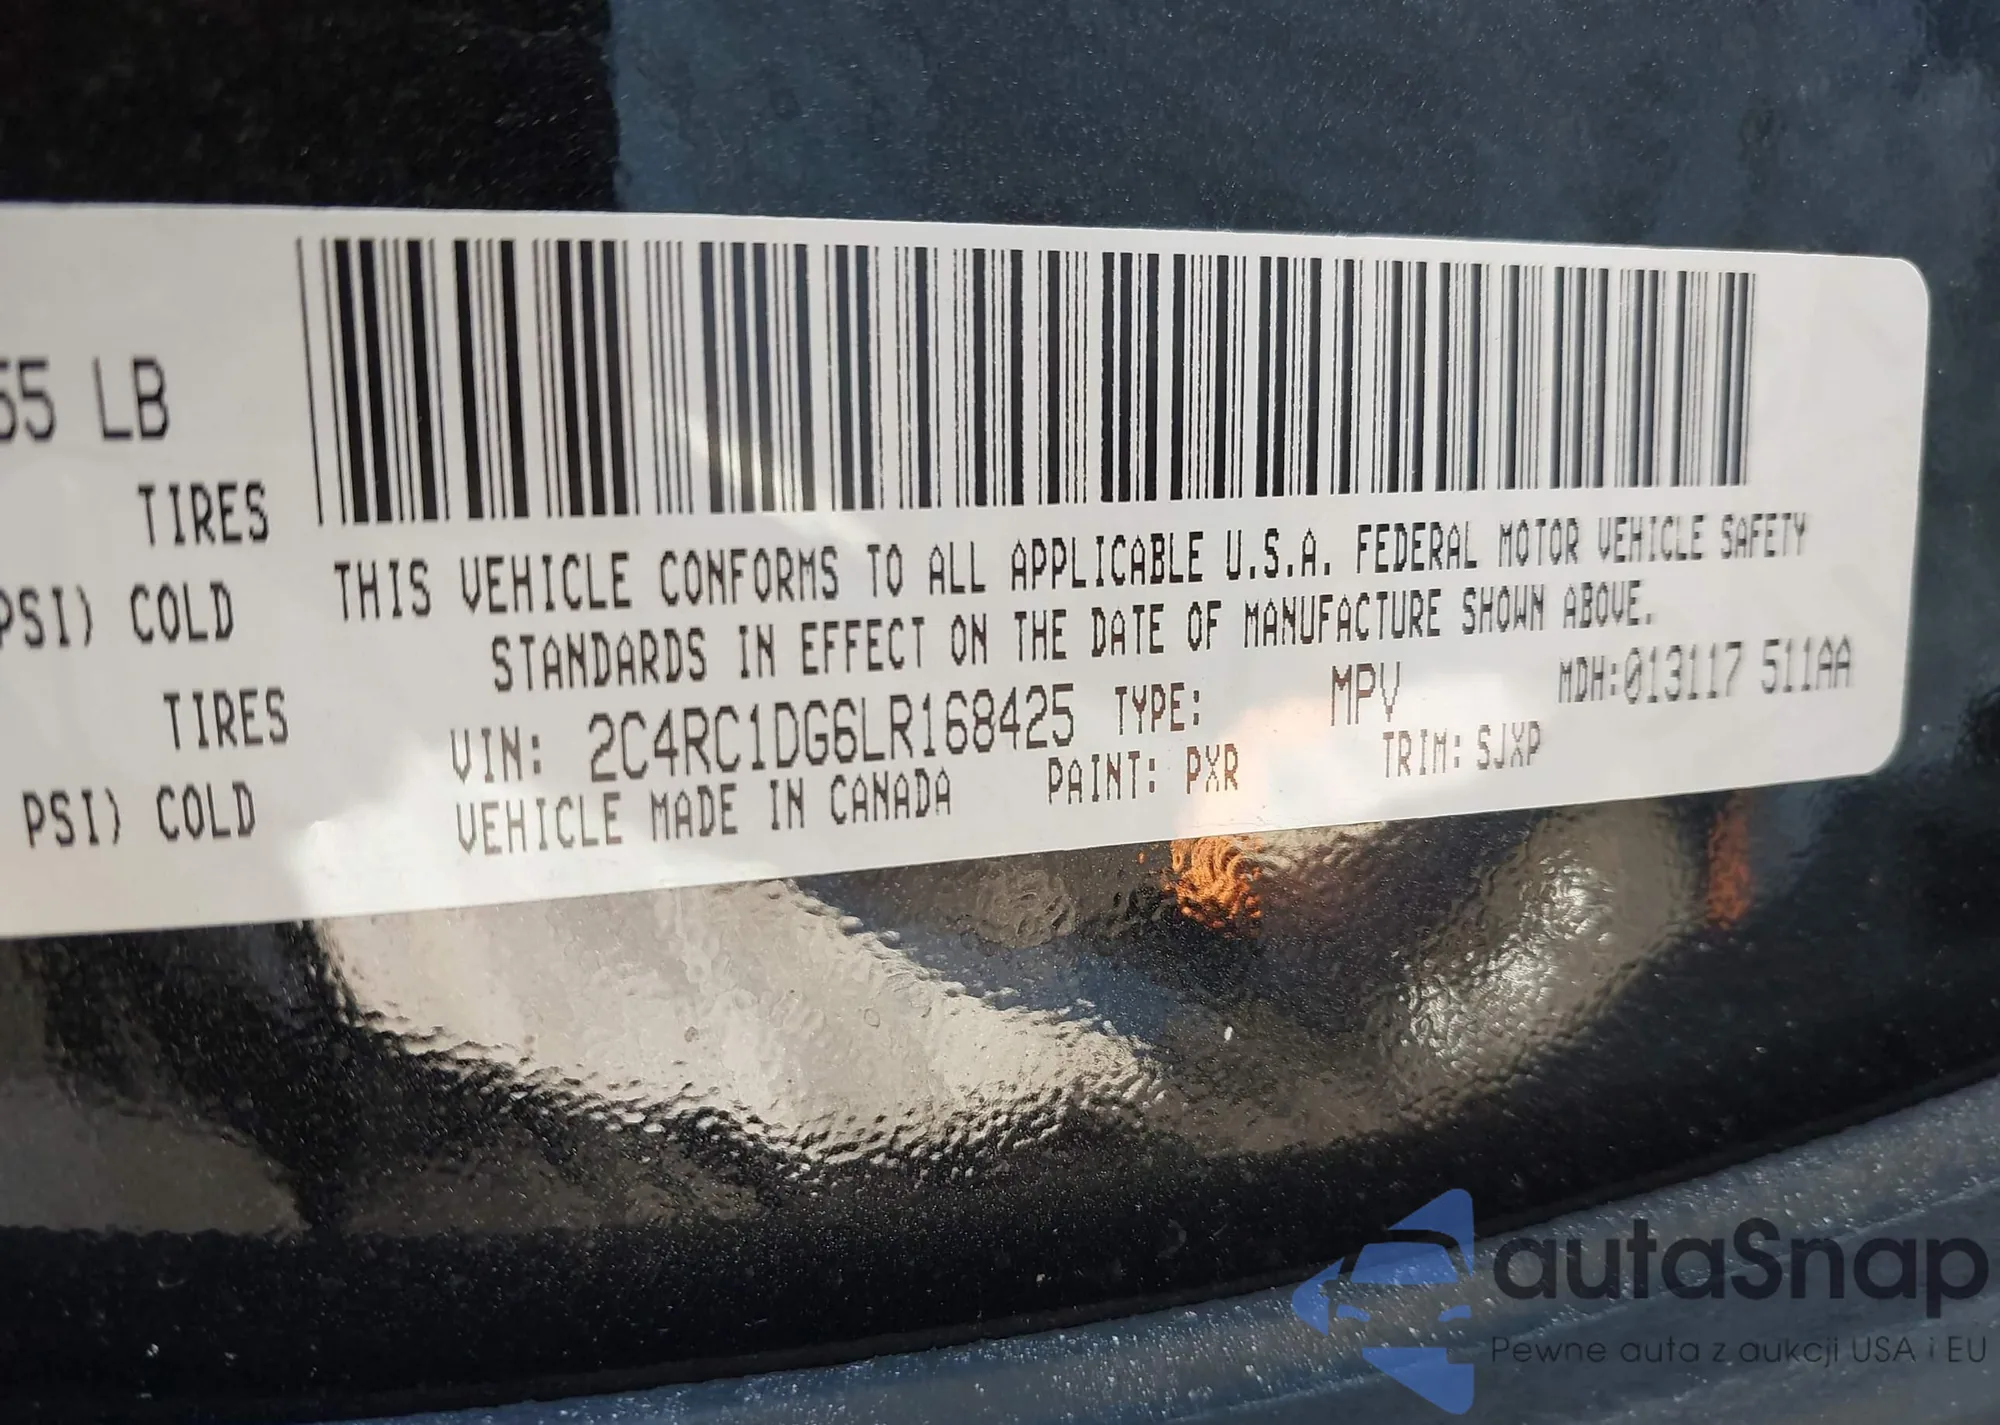 55 LB
TIRES
PSI) COLD
TIRES
PSI) COLD
THIS VEHICLE CONFORMS TO ALL APPLICABLE U.S.A. FEDERAL MOTOR VEHICLE SAFETY
STANDARDS IN EFFECT ON THE DATE OF MANUFACTURE SHOWN ABOVE.
VIN: 2C4RC1DG6LR168425 TYPE: MPV MDH:013117 511AA
VEHICLE MADE IN CANADA PAINT: PXR TRIM: SJXP
autaSnap
Pewne auta z aukcji USA i EU